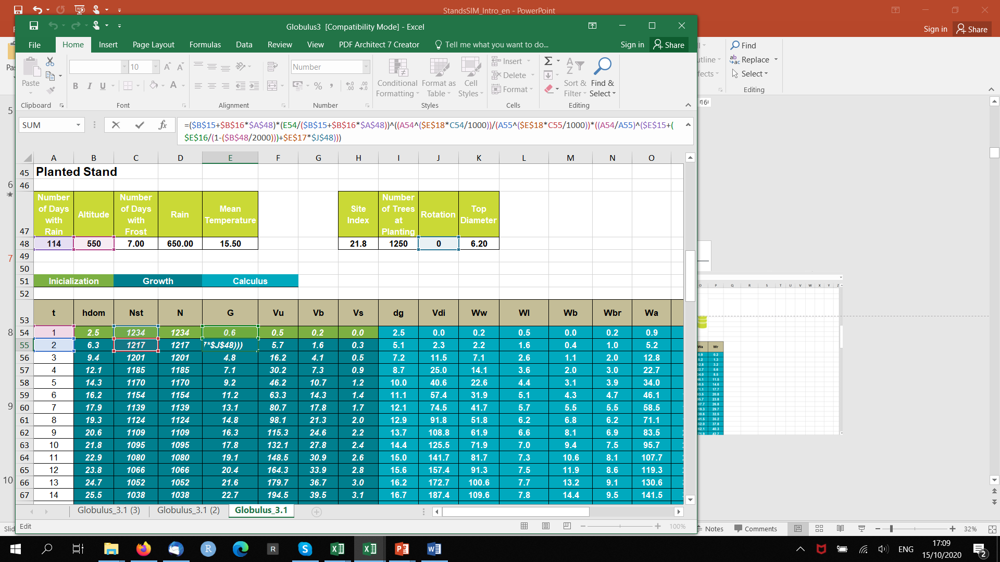 StandsSIM_Intro_en - PowerPoint
Globulus3 [Compatibility Mode] - Excel
Sign in Share
File Home Insert Page Layout Formulas Data Review View PDF Architect 7 Creator Tell me what you want to do... Sign in Share
Paste
Clipboard
10
B I U A
Font
Alignment
Number
%
Number
Conditional Formatting
Format as Table
Cell Styles
Styles
Insert
Delete
Format
Cells
Sort & Filter
Find & Select
Editing
Find
Replace
Select
Editing
SUM
fx
=($B$15+$B$16*$A$48)*(E54/($B$15+$B$16*$A$48))^((A54^($E$18*C54/1000))/(A55^($E$18*C55/1000))*((A54/A55)^($E$15+(
$E$16/(1-($B$48/2000)))+$E$17*$J$48)))
A B C D E F G H I J K L M N O
45 Planted Stand
46
47 Number of Days with Rain Altitude Number of Days with Frost Rain Mean Temperature Site Index Number of Trees at Planting Rotation Top Diameter
48 114 550 7.00 650.00 15.50 21.8 1250 0 6.20
49
50
51 Inicialization Growth Calculus
52
53 t hdom Nst N G Vu Vb Vs dg Vdi Ww Wl Wb Wbr Wa
54 1 2.5 1234 1234 0.6 0.5 0.2 0.0 2.5 0.0 0.2 0.5 0.0 0.2 0.9
55 2 6.3 1217 1217 7*$J$48))) 5.7 1.6 0.3 5.1 2.3 2.2 1.6 0.4 1.0 5.2
56 3 9.4 1201 1201 4.8 16.2 4.1 0.5 7.2 11.5 7.1 2.6 1.1 2.0 12.8
57 4 12.1 1185 1185 7.1 30.2 7.3 0.9 8.7 25.0 14.1 3.6 2.0 3.0 22.7
58 5 14.3 1170 1170 9.2 46.2 10.7 1.2 10.0 40.6 22.6 4.4 3.1 3.9 34.0
59 6 16.2 1154 1154 11.2 63.3 14.3 1.4 11.1 57.4 31.9 5.1 4.3 4.7 46.1
60 7 17.9 1139 1139 13.1 80.7 17.8 1.7 12.1 74.5 41.7 5.7 5.5 5.5 58.5
61 8 19.3 1124 1124 14.8 98.1 21.3 2.0 12.9 91.8 51.8 6.2 6.8 6.2 71.1
62 9 20.6 1109 1109 16.3 115.3 24.6 2.2 13.7 108.8 61.9 6.6 8.1 6.9 83.5
63 10 21.8 1095 1095 17.8 132.1 27.8 2.4 14.4 125.5 71.9 7.0 9.4 7.5 95.7
64 11 22.9 1080 1080 19.1 148.5 30.9 2.6 15.0 141.7 81.7 7.3 10.6 8.1 107.7
65 12 23.8 1066 1066 20.4 164.3 33.9 2.8 15.6 157.4 91.3 7.5 11.9 8.6 119.3
66 13 24.7 1052 1052 21.6 179.7 36.7 3.0 16.2 172.7 100.6 7.7 13.2 9.1 130.6
67 14 25.5 1038 1038 22.7 194.5 39.5 3.1 16.7 187.4 109.6 7.8 14.4 9.5 141.5
Globulus_3.1 (3) Globulus_3.1 (2) Globulus_3.1
Edit 100%
5
6
7
8
9
10
16
Notes Comments 32%
ENG
17:09
15/10/2020
2